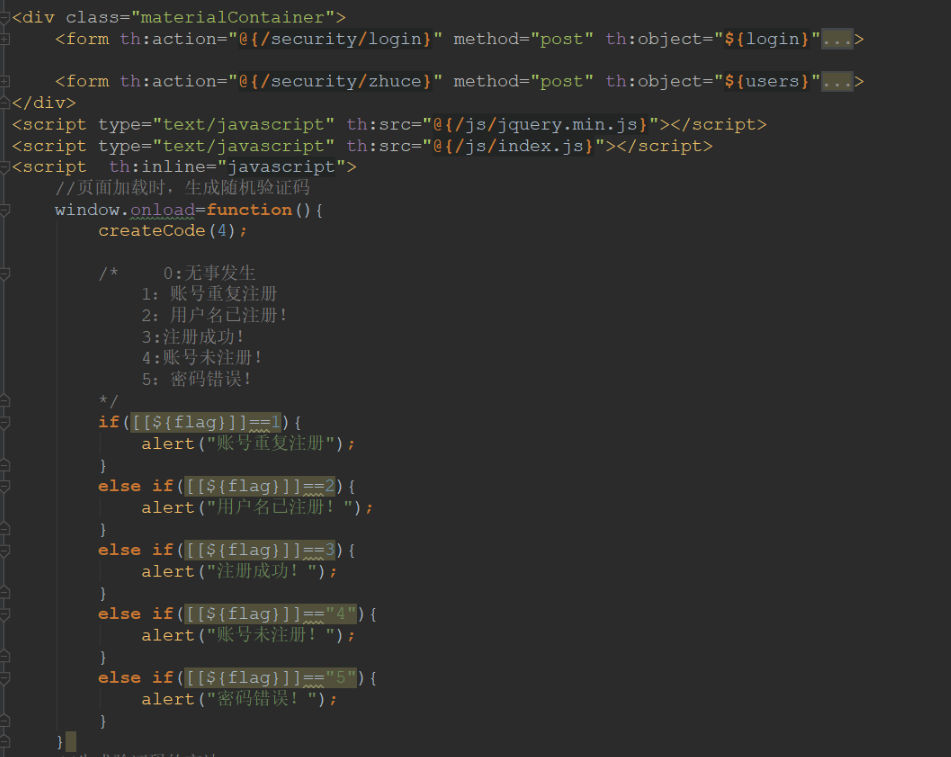 <div class="materialContainer">
<form th:action="@{/security/login}" method="post" th:object="${login}"...>
<form th:action="@{/security/zhuce}" method="post" th:object="${users}"...>
</div>
<script type="text/javascript" th:src="@{/js/jquery.min.js}"></script>
<script type="text/javascript" th:src="@{/js/index.js}"></script>
<script  th:inline="javascript">
//页面加载时，生成随机验证码
window.onload=function(){
createCode(4);
/*    0:无事发生
1: 账号重复注册
2: 用户名已注册!
3:注册成功!
4:账号未注册!
5: 密码错误!
*/
if([[${flag}]]==1){
alert("账号重复注册");
}
else if([[${flag}]]==2){
alert("用户名已注册! ");
}
else if([[${flag}]]==3){
alert("注册成功! ");
}
else if([[${flag}]]=="4"){
alert("账号未注册! ");
}
else if([[${flag}]]=="5"){
alert("密码错误! ");
}
}